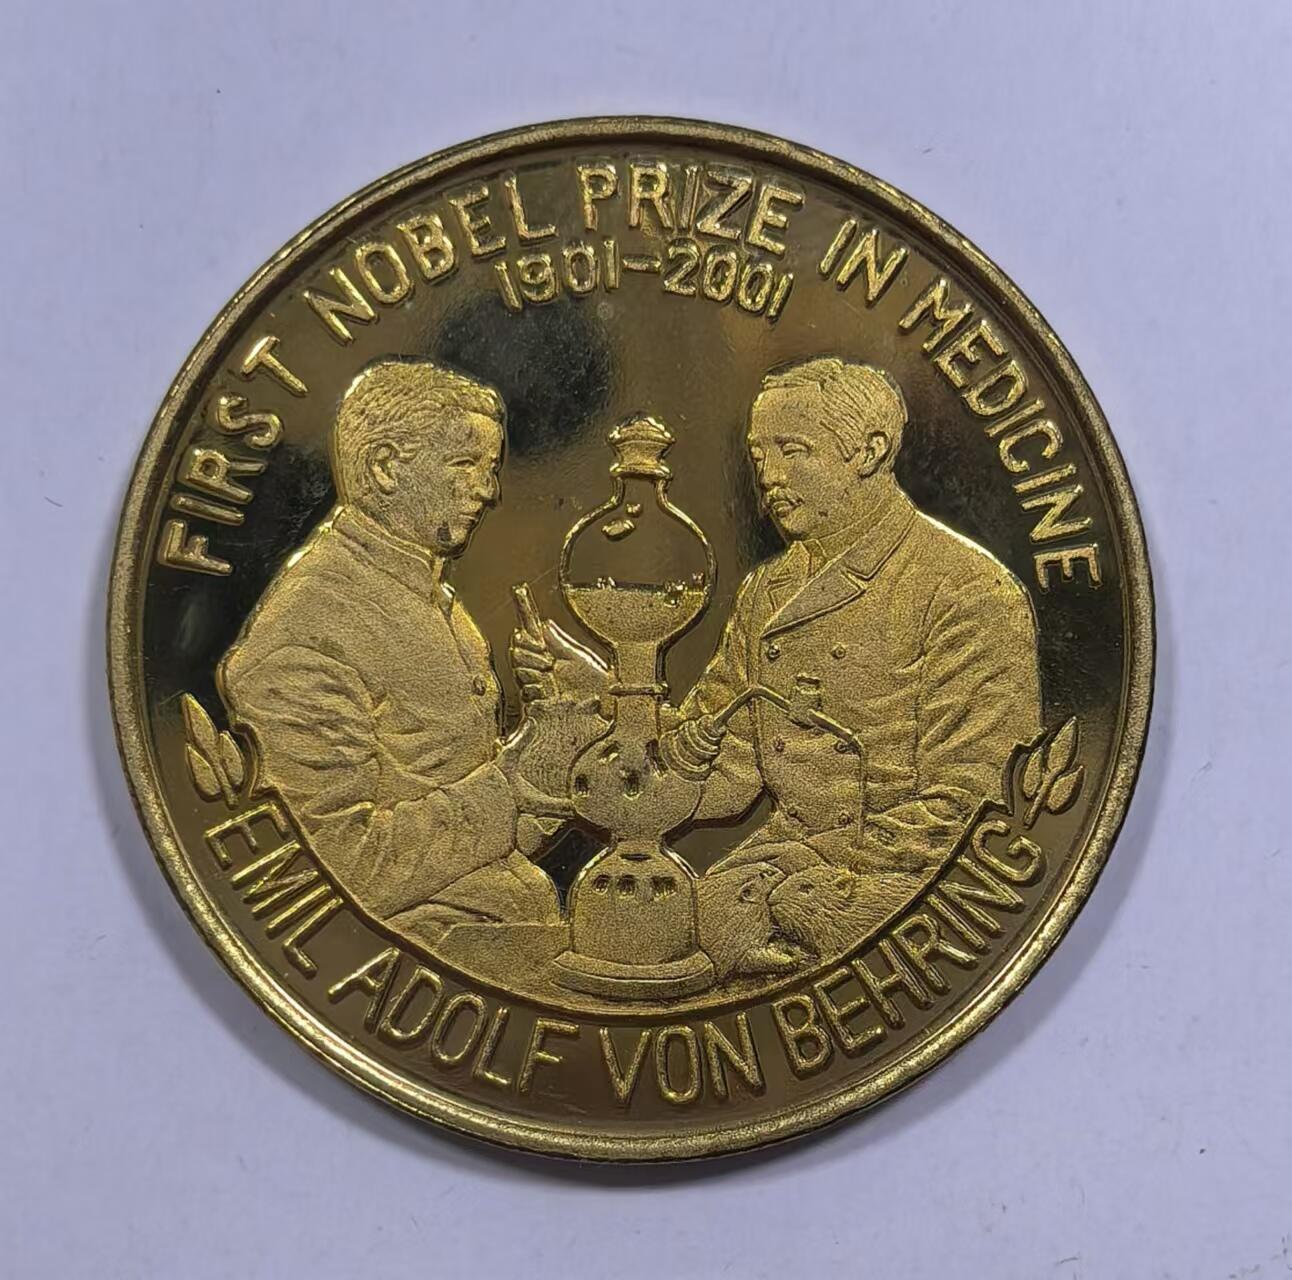 FIRST NOBEL PRIZE IN MEDICINE
1901-2001
EMIL ADOLF VON BEHRING